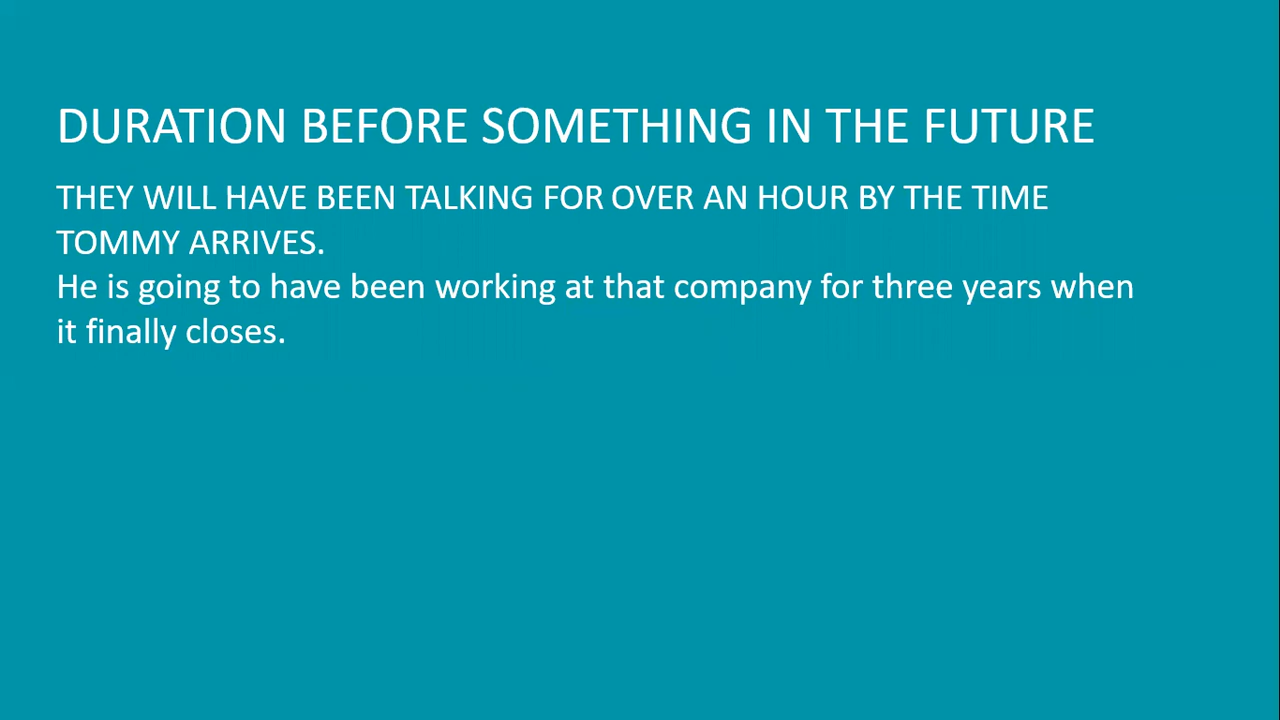 DURATION BEFORE SOMETHING IN THE FUTURE
THEY WILL HAVE BEEN TALKING FOR OVER AN HOUR BY THE TIME
TOMMY ARRIVES.
He is going to have been working at that company for three years when
it finally closes.